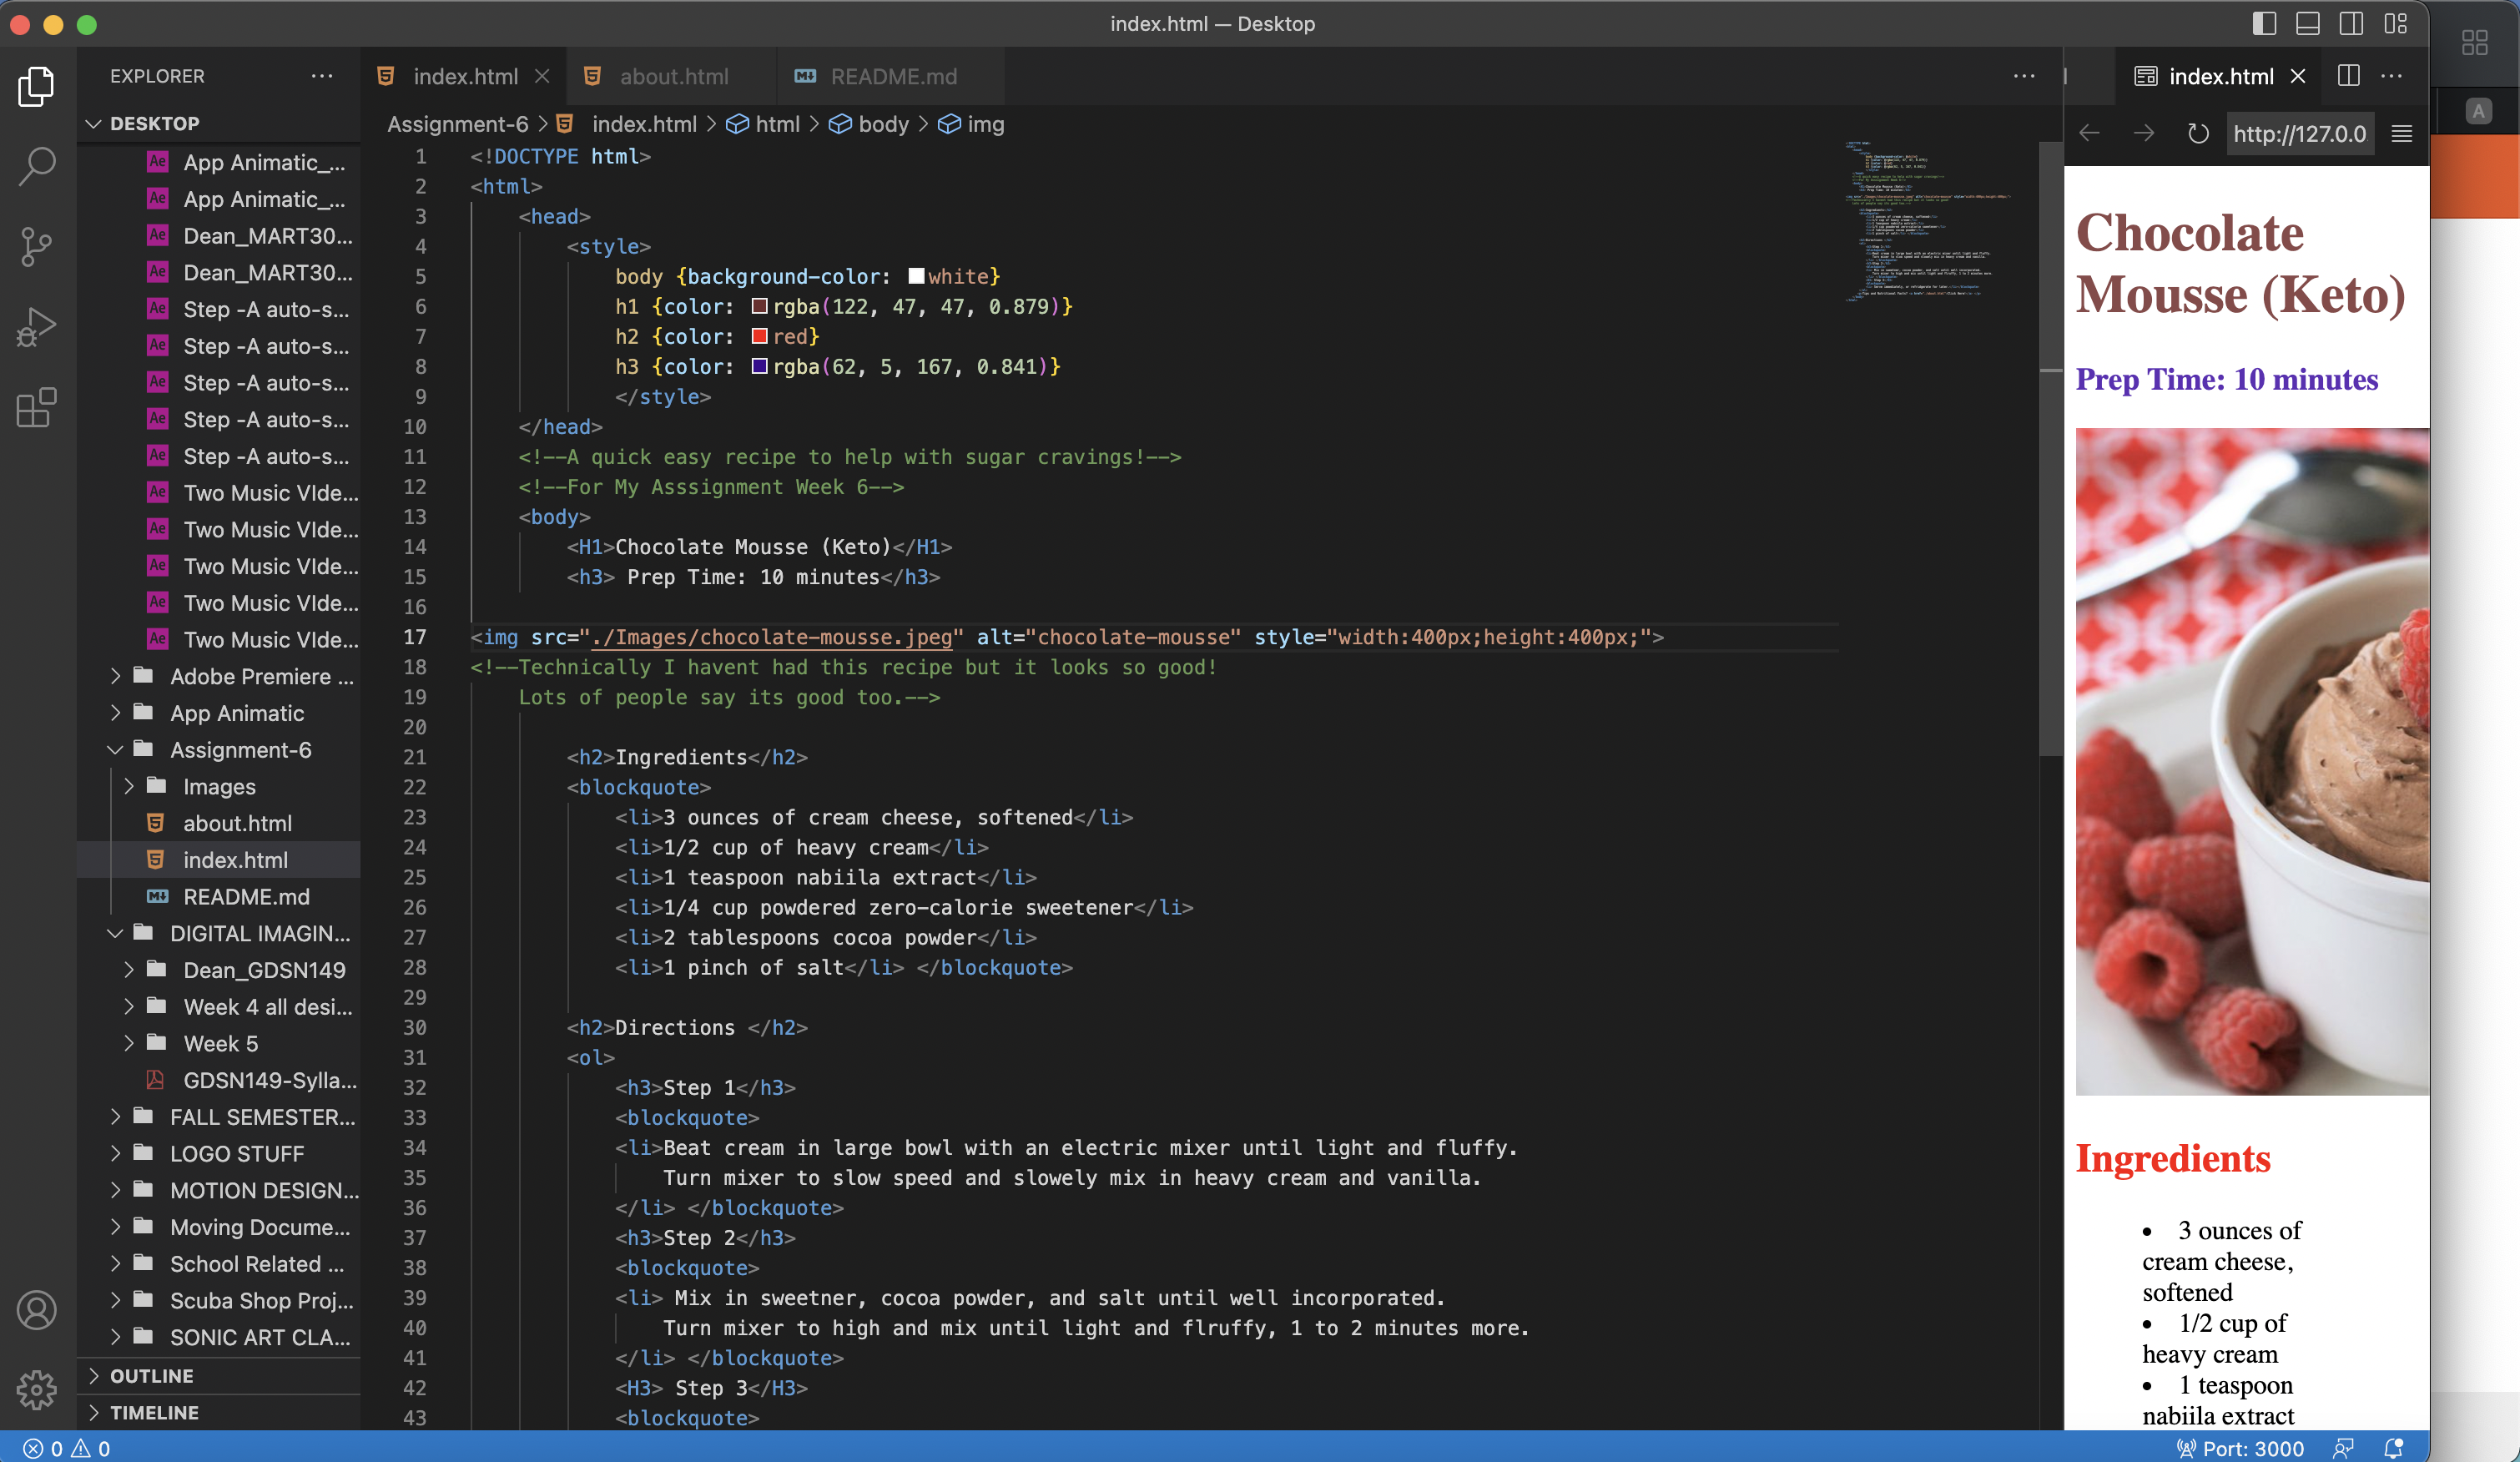 index.html — Desktop
EXPLORER
DESKTOP
Ae App Animatic_...
Ae App Animatic_...
Ae Dean_MART30...
Ae Dean_MART30...
Ae Step -A auto-s...
Ae Step -A auto-s...
Ae Step -A auto-s...
Ae Step -A auto-s...
Ae Step -A auto-s...
Ae Two Music VIde...
Ae Two Music VIde...
Ae Two Music VIde...
Ae Two Music VIde...
Ae Two Music VIde...
Adobe Premiere ...
App Animatic
Assignment-6
Images
about.html
index.html
README.md
DIGITAL IMAGIN...
Dean_GDSN149
Week 4 all desi...
Week 5
GDSN149-Sylla...
FALL SEMESTER...
LOGO STUFF
MOTION DESIGN...
Moving Docume...
School Related ...
Scuba Shop Proj...
SONIC ART CLA...
OUTLINE
TIMELINE
index.html about.html README.md
Assignment-6 > index.html > html > body > img
1 <!DOCTYPE html>
2 <html>
3 <head>
4 <style>
5 body {background-color: white}
6 h1 {color: rgba(122, 47, 47, 0.879)}
7 h2 {color: red}
8 h3 {color: rgba(62, 5, 167, 0.841)}
9 </style>
10 </head>
11 <!--A quick easy recipe to help with sugar cravings!-->
12 <!--For My Asssignment Week 6-->
13 <body>
14 <H1>Chocolate Mousse (Keto)</H1>
15 <h3> Prep Time: 10 minutes</h3>
16
17 <img src="./Images/chocolate-mousse.jpeg" alt="chocolate-mousse" style="width:400px;height:400px;">
18 <!--Technically I havent had this recipe but it looks so good!
19 Lots of people say its good too.-->
20
21 <h2>Ingredients</h2>
22 <blockquote>
23 <li>3 ounces of cream cheese, softened</li>
24 <li>1/2 cup of heavy cream</li>
25 <li>1 teaspoon nabiila extract</li>
26 <li>1/4 cup powdered zero-calorie sweetener</li>
27 <li>2 tablespoons cocoa powder</li>
28 <li>1 pinch of salt</li> </blockquote>
29
30 <h2>Directions </h2>
31 <ol>
32 <h3>Step 1</h3>
33 <blockquote>
34 <li>Beat cream in large bowl with an electric mixer until light and fluffy.
35 Turn mixer to slow speed and slowely mix in heavy cream and vanilla.
36 </li> </blockquote>
37 <h3>Step 2</h3>
38 <blockquote>
39 <li> Mix in sweetner, cocoa powder, and salt until well incorporated.
40 Turn mixer to high and mix until light and flruffy, 1 to 2 minutes more.
41 </li> </blockquote>
42 <H3> Step 3</H3>
43 <blockquote>
index.html
http://127.0.0
A
Chocolate
Mousse (Keto)
Prep Time: 10 minutes
Ingredients
• 3 ounces of
cream cheese,
softened
• 1/2 cup of
heavy cream
• 1 teaspoon
nabiila extract
0 0
Port: 3000